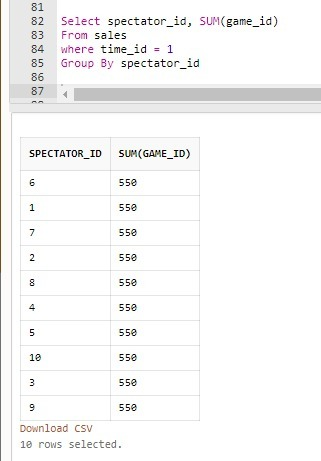 81
82 Select spectator_id, SUM(game_id)
83 From sales
84 where time_id = 1
85 Group By spectator_id
86
87
SPECTATOR_ID SUM(GAME_ID)
6 550
1 550
7 550
2 550
8 550
4 550
5 550
10 550
3 550
9 550
Download CSV
10 rows selected.